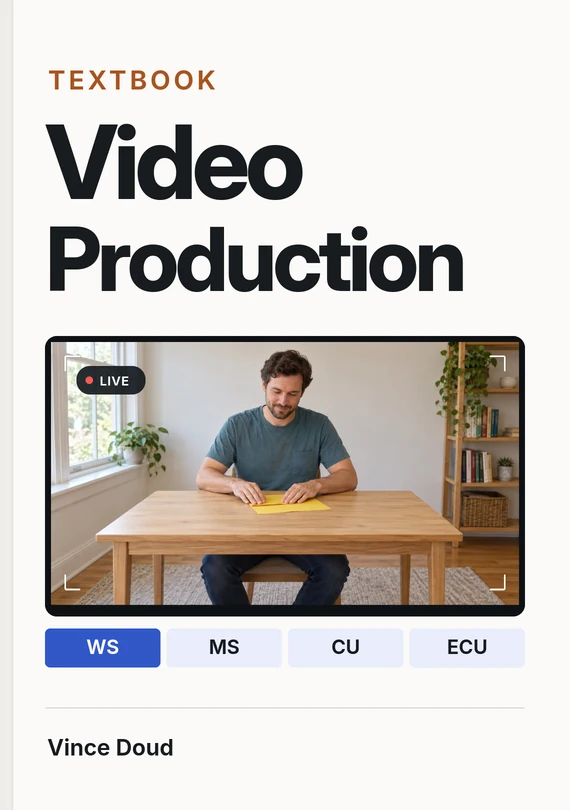 TEXTBOOK
Video
Production
LIVE
WS MS CU ECU
Vince Doud